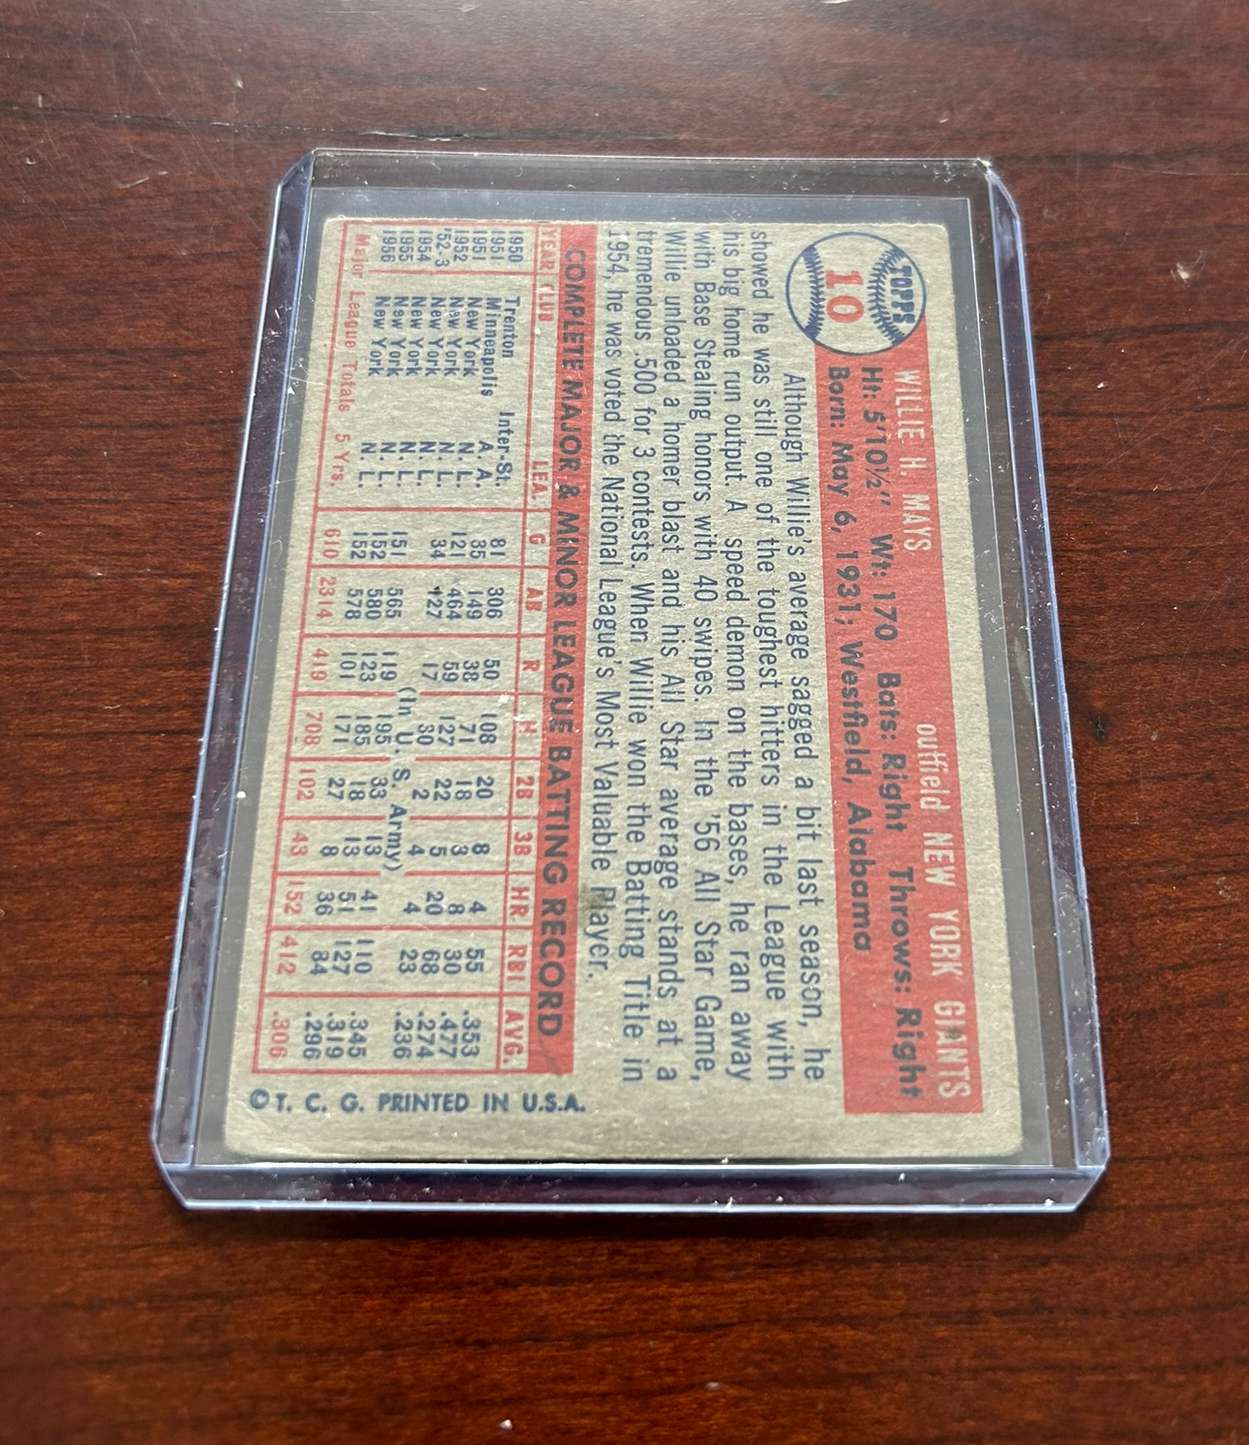 TOPPS
10
WILLIE H. MAYS outfield NEW YORK GIANTS
Ht: 5'10½" Wt: 170 Bats: Right Throws: Right
Born: May 6, 1931; Westfield, Alabama
Although Willie's average sagged a bit last season, he
showed he was still one of the toughest hitters in the League with
his big home run output. A speed demon on the bases, he ran away
with Base Stealing honors with 40 swipes. In the '56 All Star Game,
Willie unloaded a homer blast and his All Star average stands at a
tremendous .500 for 3 contests. When Willie won the Batting Title in
1954, he was voted the National League's Most Valuable Player.
COMPLETE MAJOR & MINOR LEAGUE BATTING RECORD
YEAR CLUB LEA. G AB R H 2B 3B HR RBI AVG.
1950 Trenton Inter-St. 81 306 50 108 20 8 4 55 .353
1951 Minneapolis A. A. 35 149 38 71 18 3 8 30 .477
1951 New York N. L. 121 464 59 127 22 5 20 68 .274
1952 New York N. L. 34 127 17 30 2 4 4 23 .236
'52-3 New York N. L. (In U. S. Army)
1954 New York N. L. 151 565 119 195 33 13 41 110 .345
1955 New York N. L. 152 580 123 185 18 13 51 127 .319
1956 New York N. L. 152 578 101 171 27 8 36 84 .296
Major League Totals 5 Yrs. 610 2314 419 708 102 43 152 412 .306
© T. C. G. PRINTED IN U.S.A.